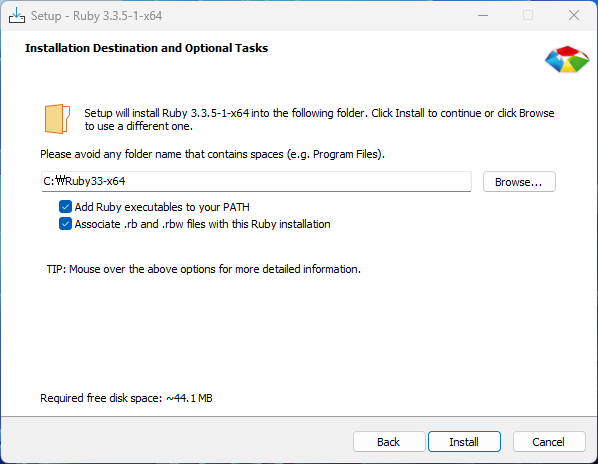 Setup - Ruby 3.3.5-1-x64
Installation Destination and Optional Tasks
Setup will install Ruby 3.3.5-1-x64 into the following folder. Click Install to continue or click Browse
to use a different one.
Please avoid any folder name that contains spaces (e.g. Program Files).
C:₩Ruby33-x64
Browse...
Add Ruby executables to your PATH
Associate .rb and .rbw files with this Ruby installation
TIP: Mouse over the above options for more detailed information.
Required free disk space: ~44.1 MB
Back
Install
Cancel